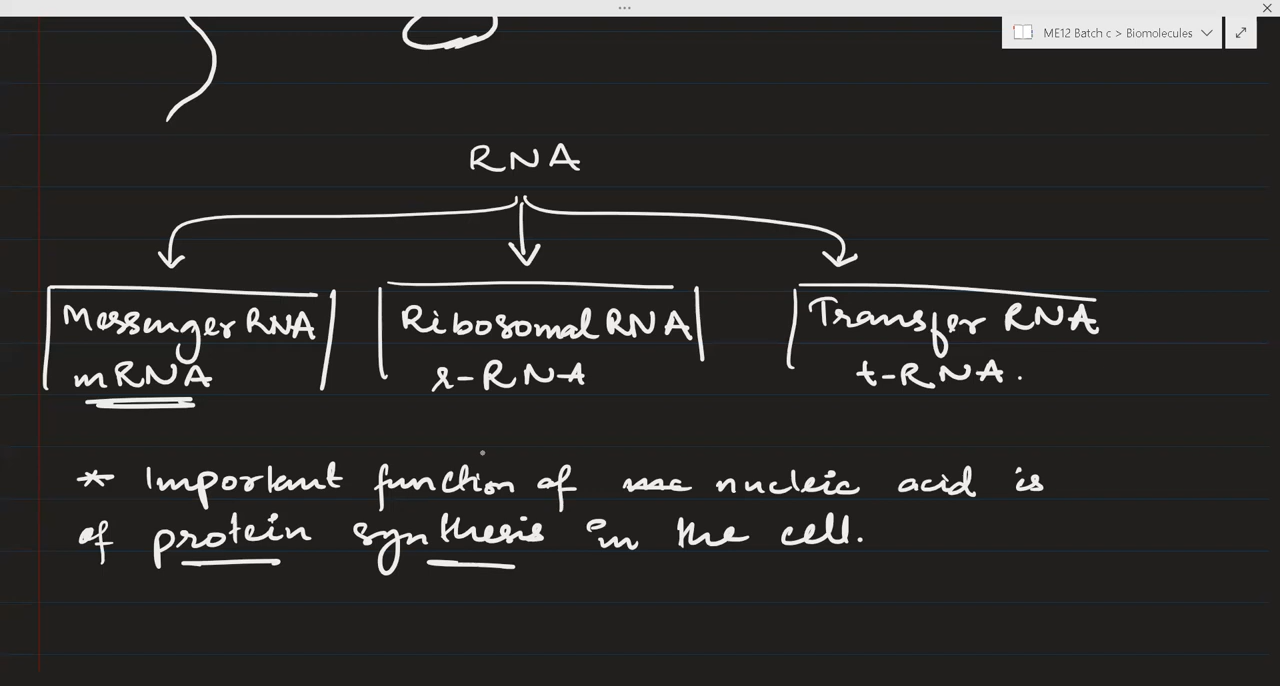 ME12 Batch c > Biomolecules
RNA
Messenger RNA
mRNA
Ribosomal RNA
r-RNA
Transfer RNA
t-RNA.
* Important function of nucleic acid is
of protein synthesis in the cell.